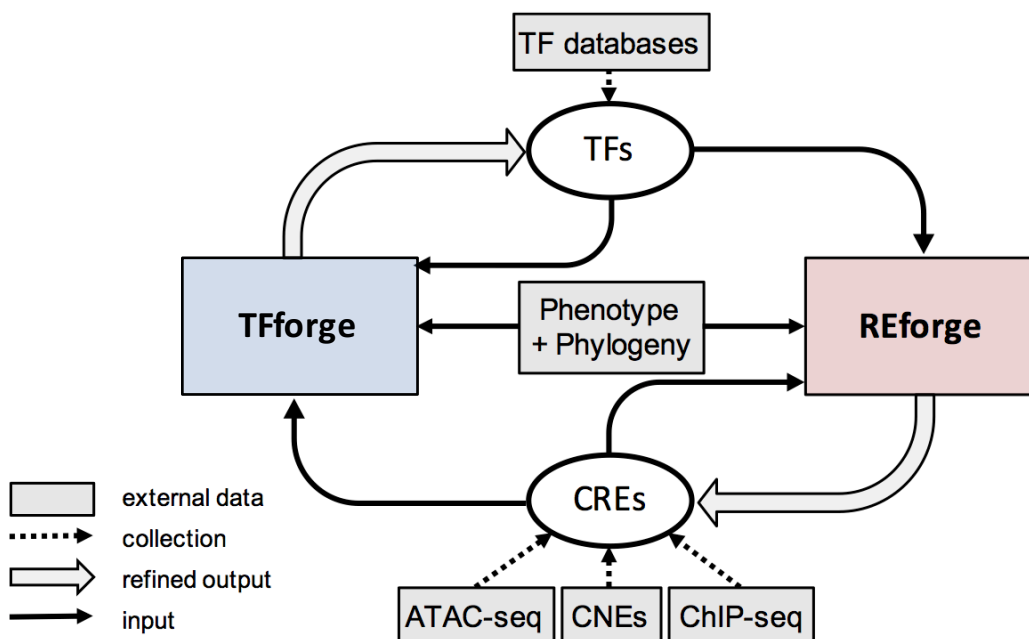 TF databases
TFs
TFforge
Phenotype
+ Phylogeny
REforge
CREs
ATAC-seq
CNEs
ChIP-seq
external data
collection
refined output
input